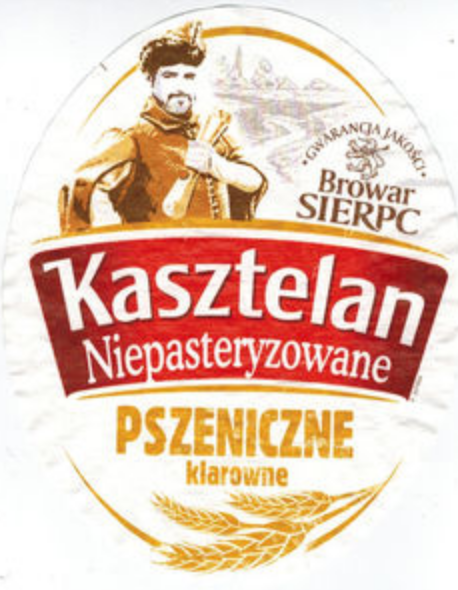 GWARANCJA JAKOŚCI
Browar
SIERPC
Kasztelan
Niepasteryzowane
PSZENICZNE
klarowne